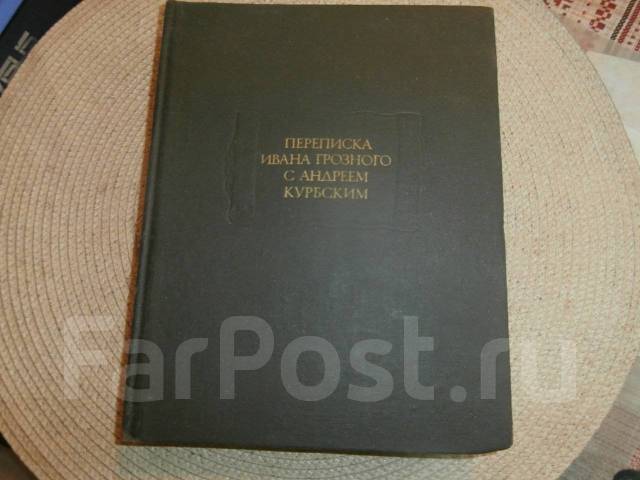 ПЕРЕПИСКА
ИВАНА ГРОЗНОГО
С АНДРЕЕМ
КУРБСКИМ
FarPost.ru